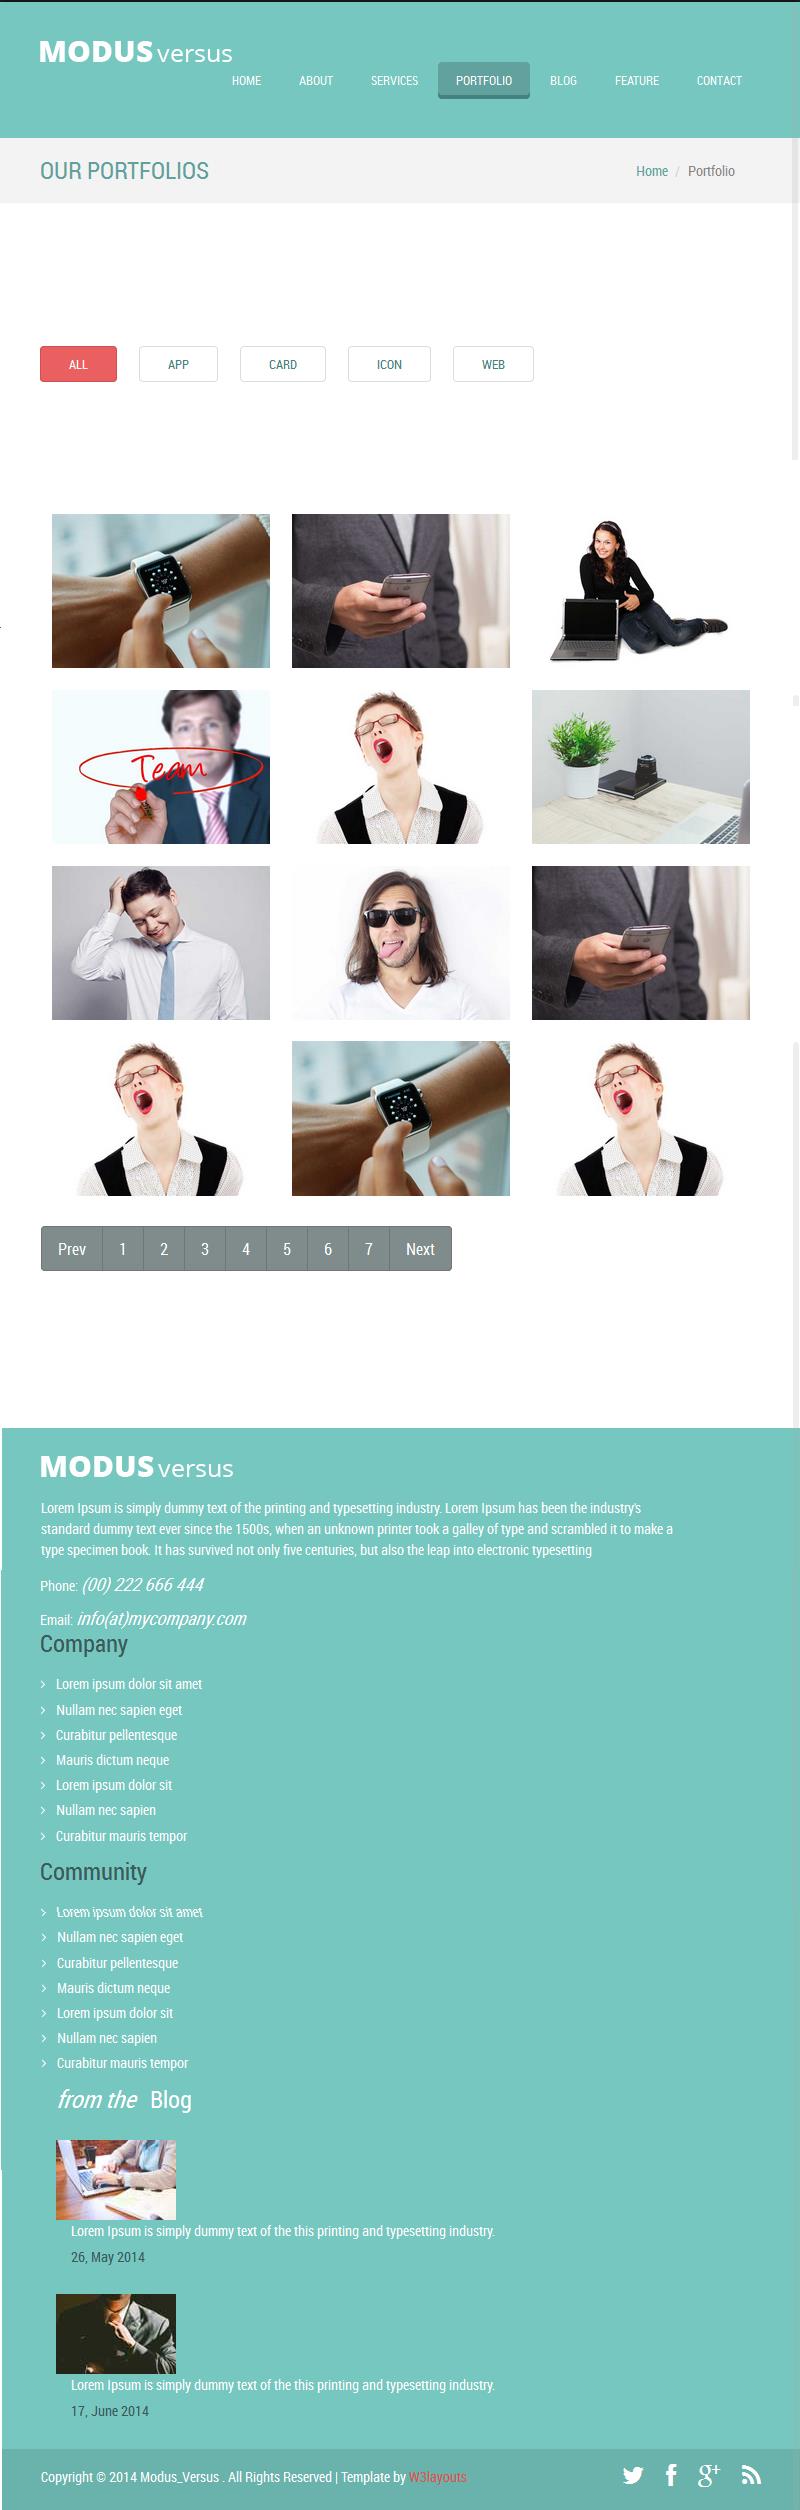 MODUS versus
HOME ABOUT SERVICES PORTFOLIO BLOG FEATURE CONTACT
OUR PORTFOLIOS
Home / Portfolio
ALL APP CARD ICON WEB
Team
Prev 1 2 3 4 5 6 7 Next
MODUS versus
Lorem Ipsum is simply dummy text of the printing and typesetting industry. Lorem Ipsum has been the industry's
standard dummy text ever since the 1500s, when an unknown printer took a galley of type and scrambled it to make a
type specimen book. It has survived not only five centuries, but also the leap into electronic typesetting
Phone: (00) 222 666 444
Email: info(at)mycompany.com
Company
Lorem ipsum dolor sit amet
Nullam nec sapien eget
Curabitur pellentesque
Mauris dictum neque
Lorem ipsum dolor sit
Nullam nec sapien
Curabitur mauris tempor
Community
Lorem ipsum dolor sit amet
Nullam nec sapien eget
Curabitur pellentesque
Mauris dictum neque
Lorem ipsum dolor sit
Nullam nec sapien
Curabitur mauris tempor
from the Blog
Lorem Ipsum is simply dummy text of the this printing and typesetting industry.
26, May 2014
Lorem Ipsum is simply dummy text of the this printing and typesetting industry.
17, June 2014
Copyright © 2014 Modus_Versus . All Rights Reserved | Template by W3layouts